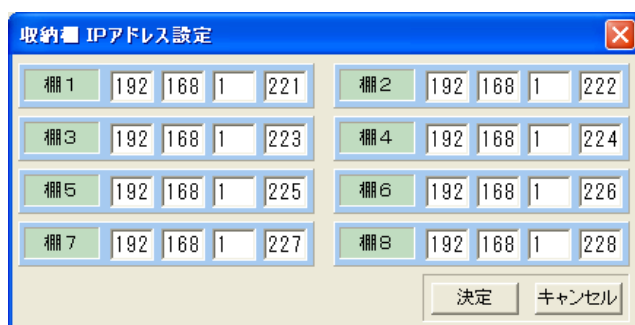 収納棚 IPアドレス設定
棚1 192 168 1 221 棚2 192 168 1 222
棚3 192 168 1 223 棚4 192 168 1 224
棚5 192 168 1 225 棚6 192 168 1 226
棚7 192 168 1 227 棚8 192 168 1 228
決定 キャンセル